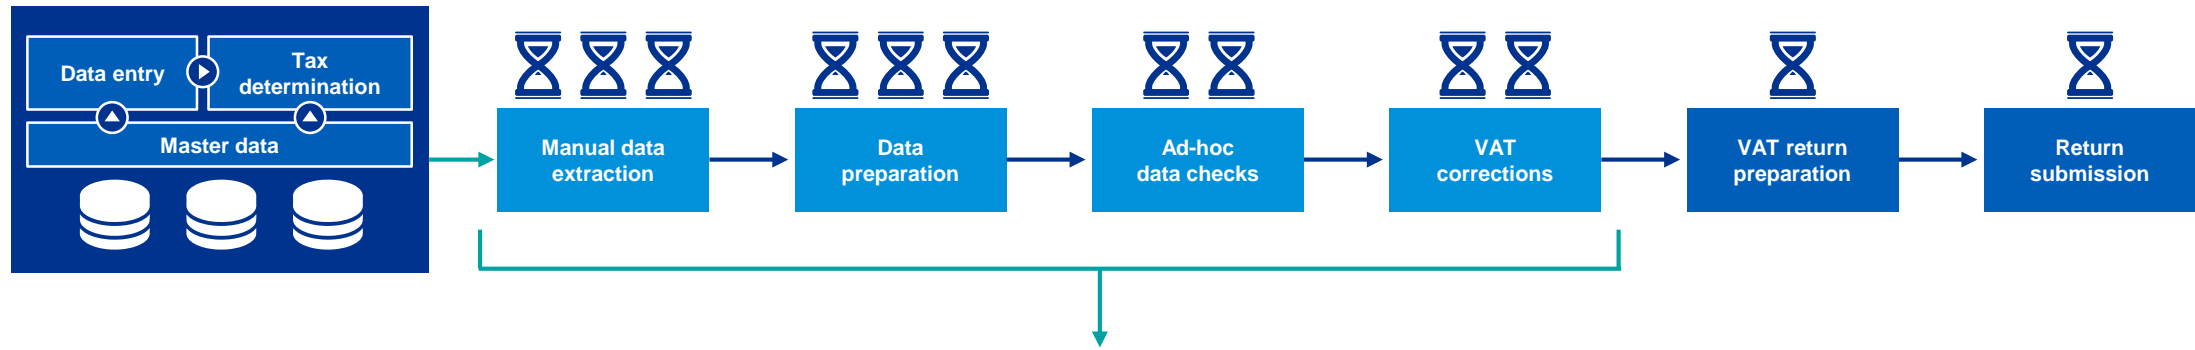 Data entry
Tax
determination
Master data
Manual data
extraction
Data
preparation
Ad-hoc
data checks
VAT
corrections
VAT return
preparation
Return
submission